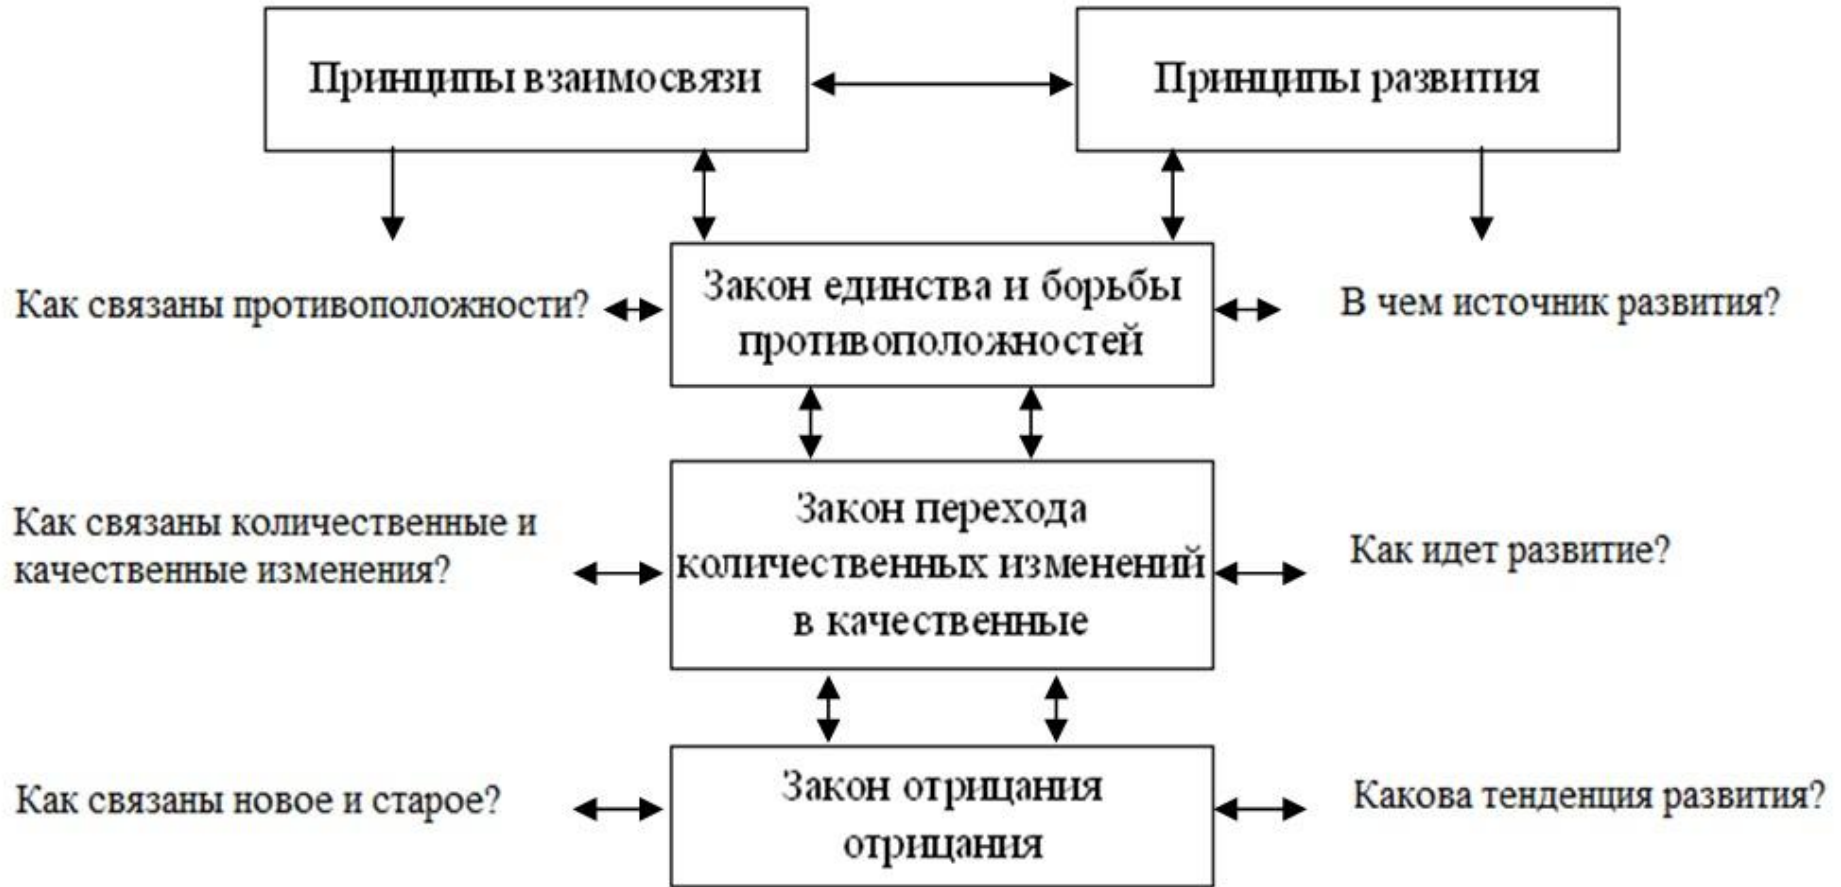 Принципы взаимосвязи
Принципы развития
Как связаны противоположности?
Закон единства и борьбы
противоположностей
В чем источник развития?
Как связаны количественные и
качественные изменения?
Закон перехода
количественных изменений
в качественные
Как идет развитие?
Как связаны новое и старое?
Закон отрицания
отрицания
Какова тенденция развития?